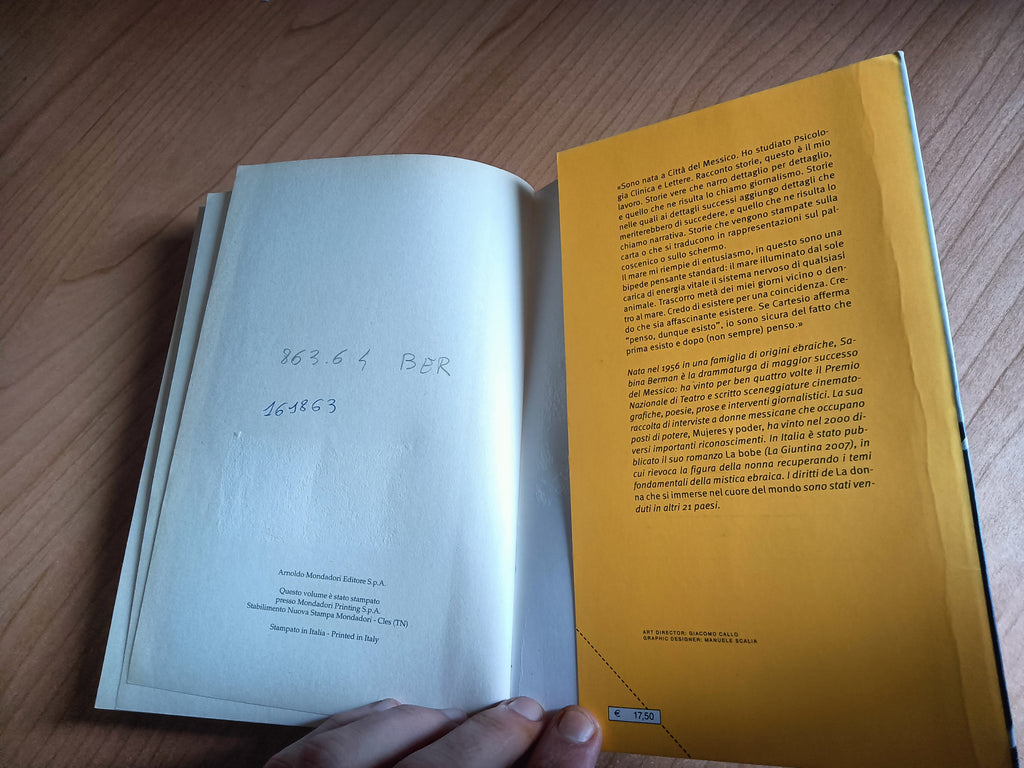 863.64 BER
161863
Arnoldo Mondadori Editore S.p.A.
Questo volume è stato stampato
presso Mondadori Printing S.p.A.
Stabilimento Nuova Stampa Mondadori - Cles (TN)
Stampato in Italia - Printed in Italy
«Sono nata a Città del Messico. Ho studiato Psicolo-
gia Clinica e Lettere. Racconto storie, questo è il mio
lavoro. Storie vere che narro dettaglio per dettaglio,
e quello che ne risulta lo chiamo giornalismo. Storie
nelle quali ai dettagli successi aggiungo dettagli che
meriterebbero di succedere, e quello che ne risulta lo
chiamo narrativa. Storie che vengono stampate sulla
carta o che si traducono in rappresentazioni sul pal-
coscenico o sullo schermo.
Il mare mi riempie di entusiasmo, in questo sono una
bipede pensante standard: il mare illuminato dal sole
carica di energia vitale il sistema nervoso di qualsiasi
animale. Trascorro metà dei miei giorni vicino o den-
tro al mare. Credo di esistere per una coincidenza. Cre-
do che sia affascinante esistere. Se Cartesio afferma
"penso, dunque esisto", io sono sicura del fatto che
prima esisto e dopo (non sempre) penso.»
Nata nel 1956 in una famiglia di origini ebraiche, Sa-
bina Berman è la drammaturga di maggior successo
del Messico: ha vinto per ben quattro volte il Premio
Nazionale di Teatro e scritto sceneggiature cinemato-
grafiche, poesie, prose e interventi giornalistici. La sua
raccolta di interviste a donne messicane che occupano
posti di potere, Mujeres y poder, ha vinto nel 2000 di-
versi importanti riconoscimenti. In Italia è stato pub-
blicato il suo romanzo La bobe (La Giuntina 2007), in
cui rievoca la figura della nonna recuperando i temi
fondamentali della mistica ebraica. I diritti de La don-
na che si immerse nel cuore del mondo sono stati ven-
duti in altri 21 paesi.
ART DIRECTOR: GIACOMO CALLO
GRAPHIC DESIGNER: MANUELE SCALIA
€ 17,50